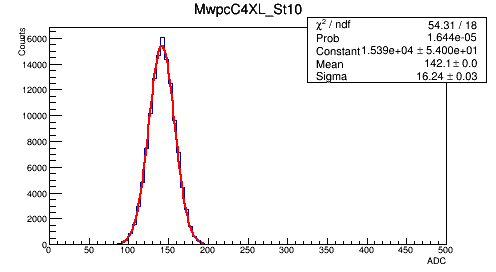 MwpcC4XL_St10
χ² / ndf 54.31 / 18
Prob 1.644e-05
Constant 1.539e+04 ± 5.400e+01
Mean 142.1 ± 0.0
Sigma 16.24 ± 0.03
Counts
16000
14000
12000
10000
8000
6000
4000
2000
0
0 50 100 150 200 250 300 350 400 450 500
ADC